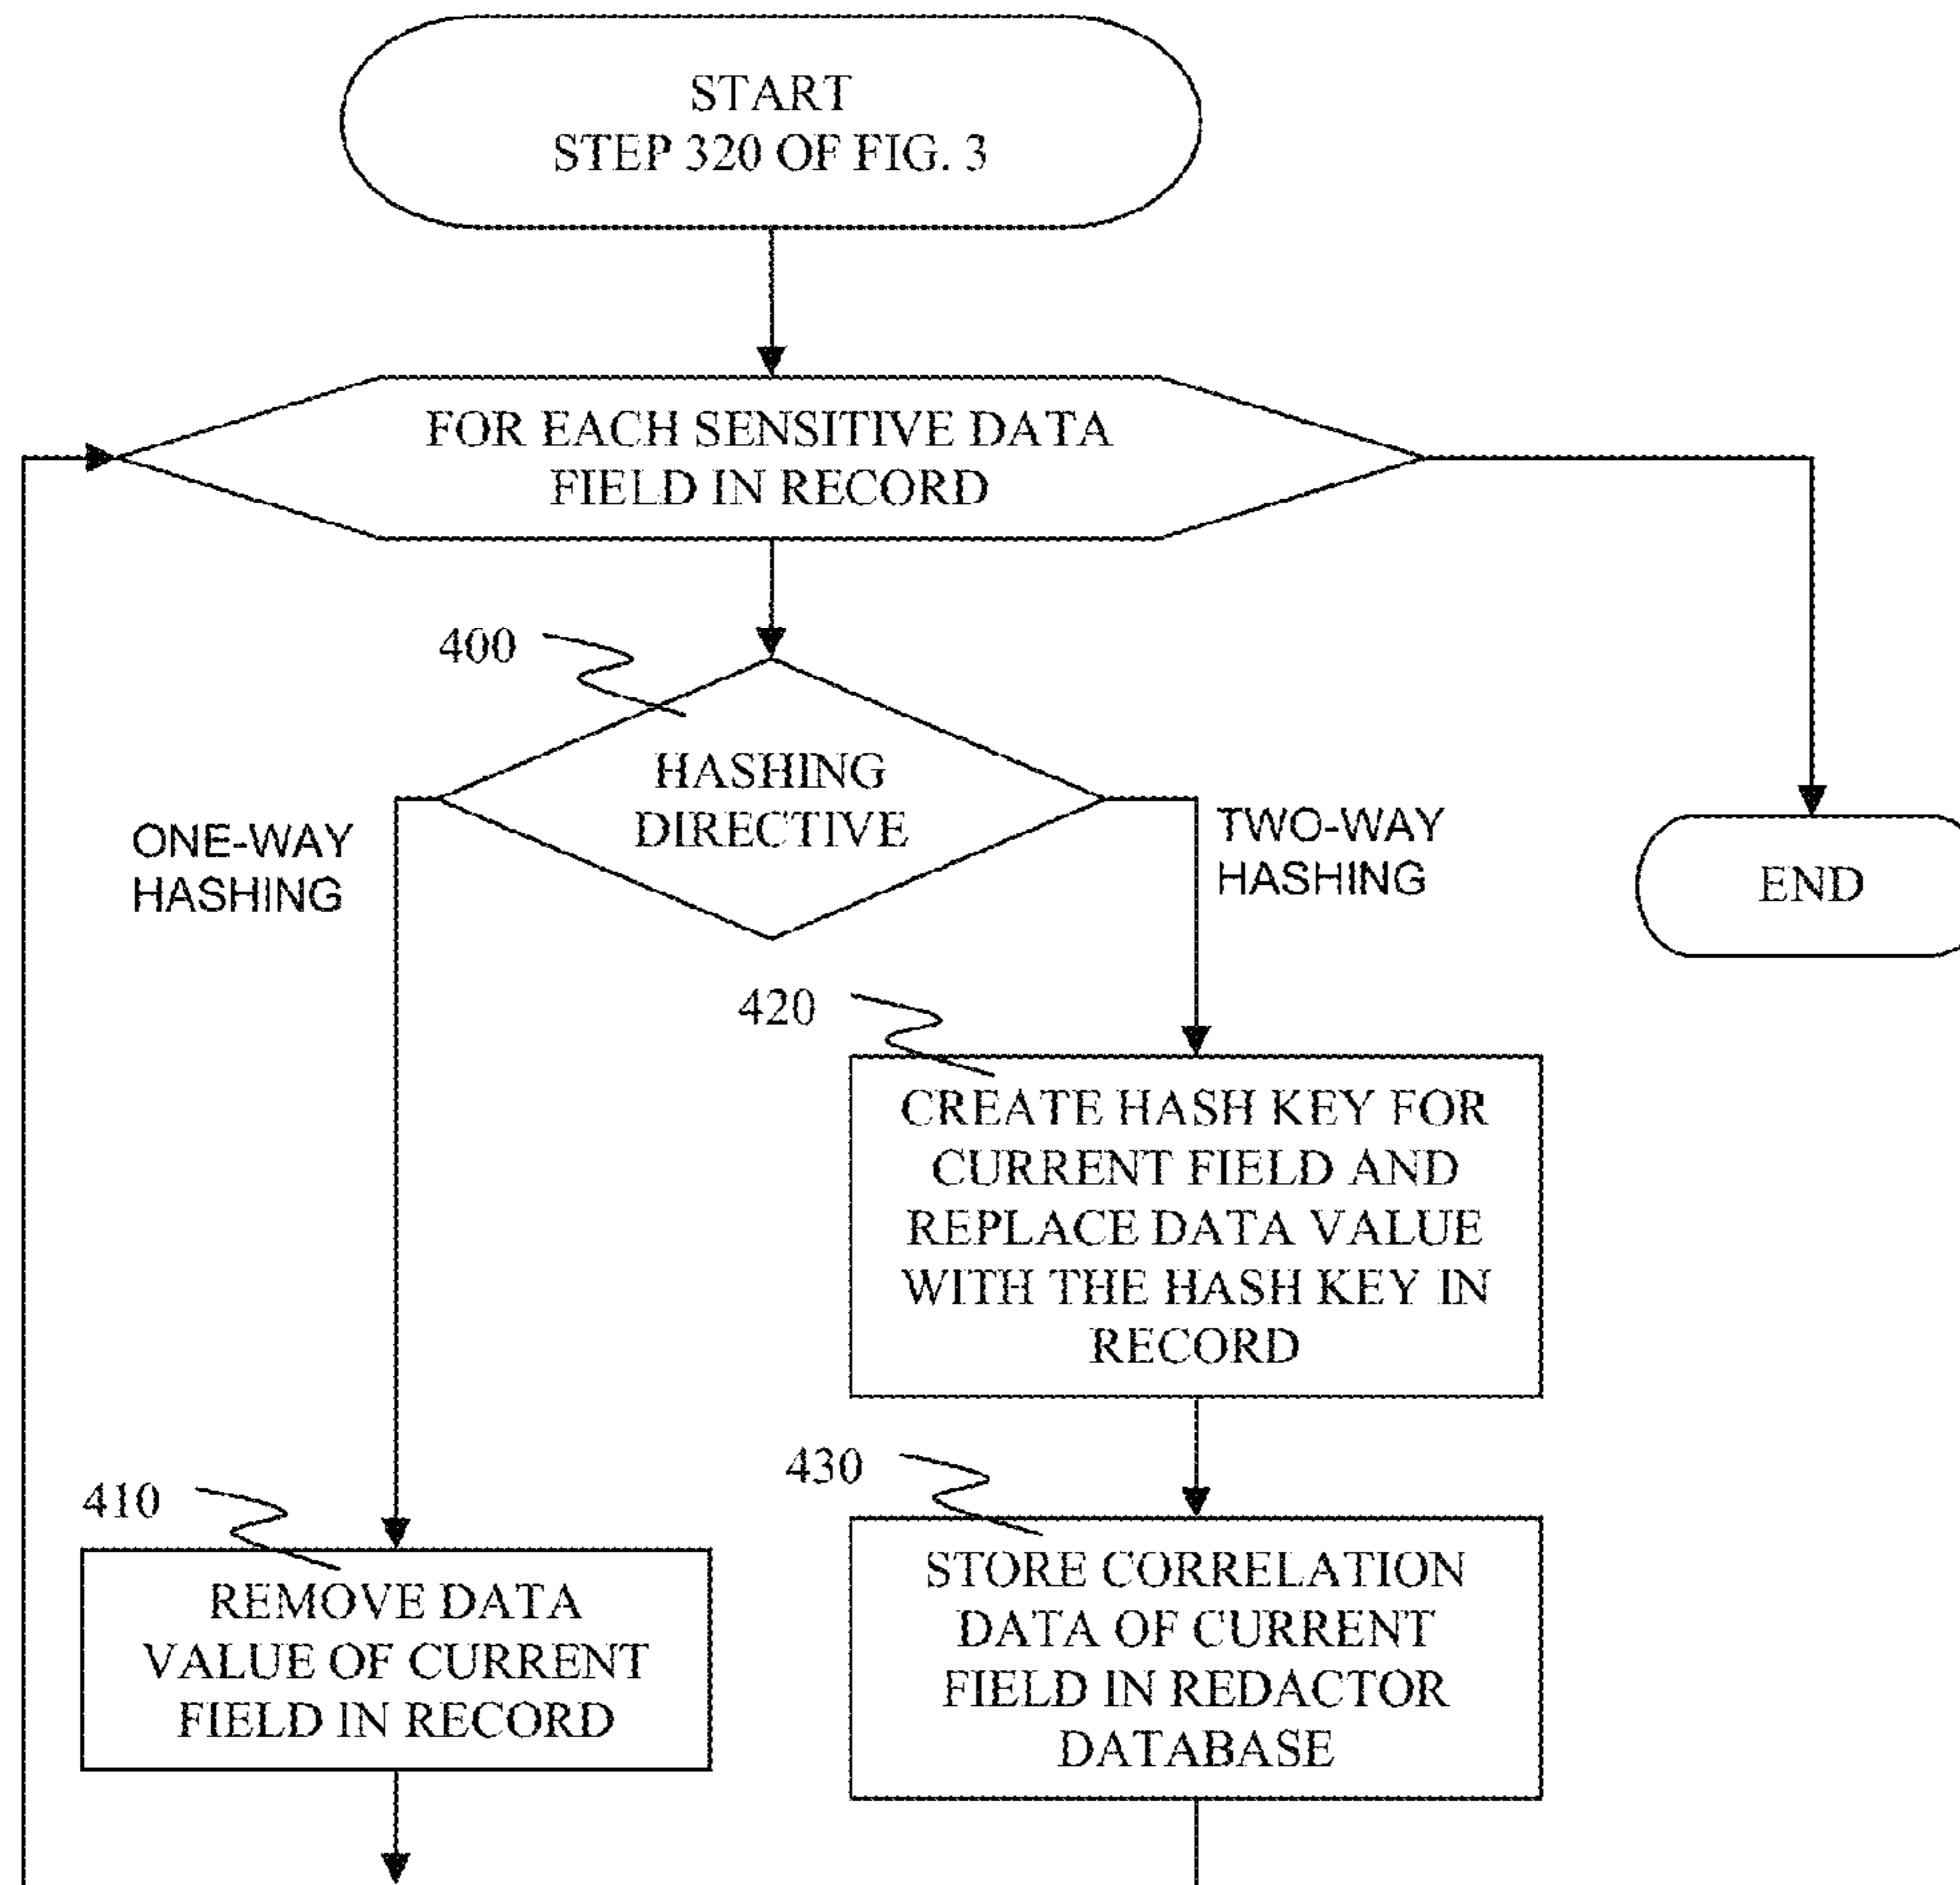 START
STEP 320 OF FIG. 3
FOR EACH SENSITIVE DATA
FIELD IN RECORD
400
HASHING
DIRECTIVE
ONE-WAY
HASHING
TWO-WAY
HASHING
END
420
CREATE HASH KEY FOR
CURRENT FIELD AND
REPLACE DATA VALUE
WITH THE HASH KEY IN
RECORD
410
REMOVE DATA
VALUE OF CURRENT
FIELD IN RECORD
430
STORE CORRELATION
DATA OF CURRENT
FIELD IN REDACTOR
DATABASE